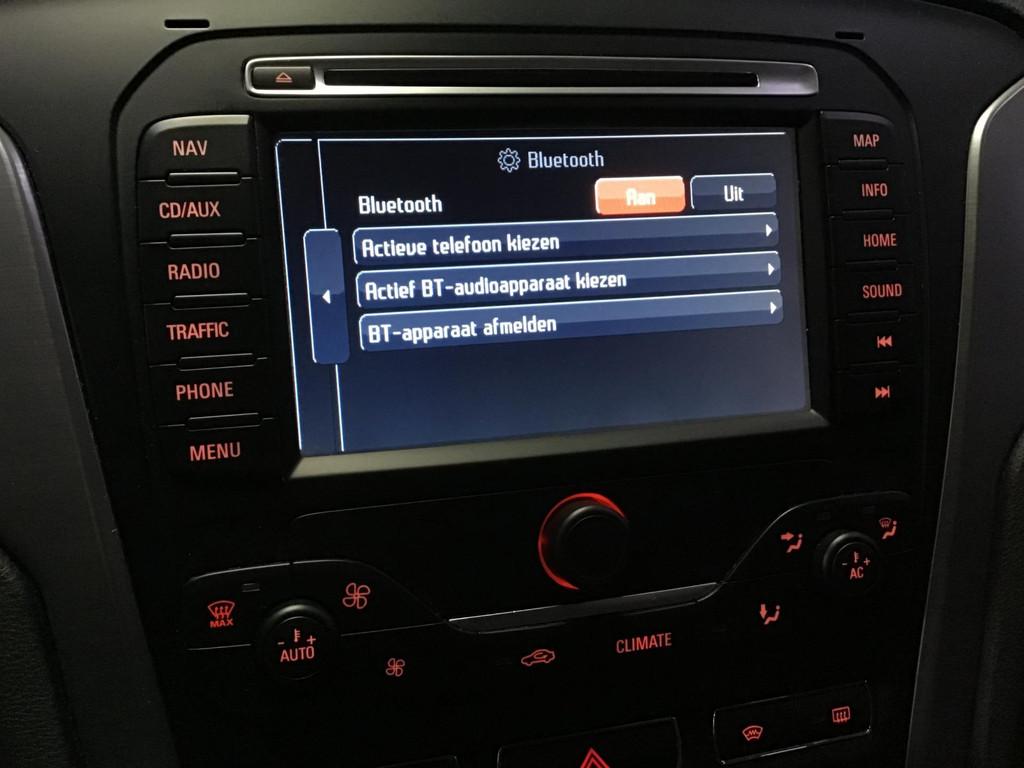 NAV
CD/AUX
RADIO
TRAFFIC
PHONE
MENU
Bluetooth
Bluetooth Aan Uit
Actieve telefoon kiezen
Actief BT-audioapparaat kiezen
BT-apparaat afmelden
MAP
INFO
HOME
SOUND
MAX
- +
AUTO
CLIMATE
- +
AC